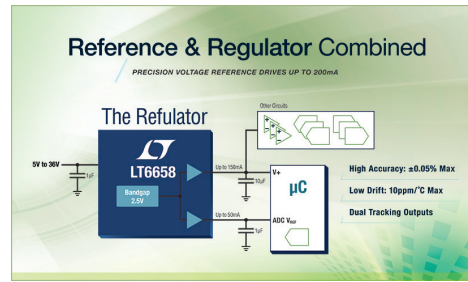 Reference & Regulator Combined
PRECISION VOLTAGE REFERENCE DRIVES UP TO 200mA
Other Circuits
The Refulator
LT6658
5V to 36V
1µF
Bandgap
2.5V
Up to 150mA
10µF
Up to 50mA
1µF
V+
µC
ADC VREF
High Accuracy: ±0.05% Max
Low Drift: 10ppm/°C Max
Dual Tracking Outputs